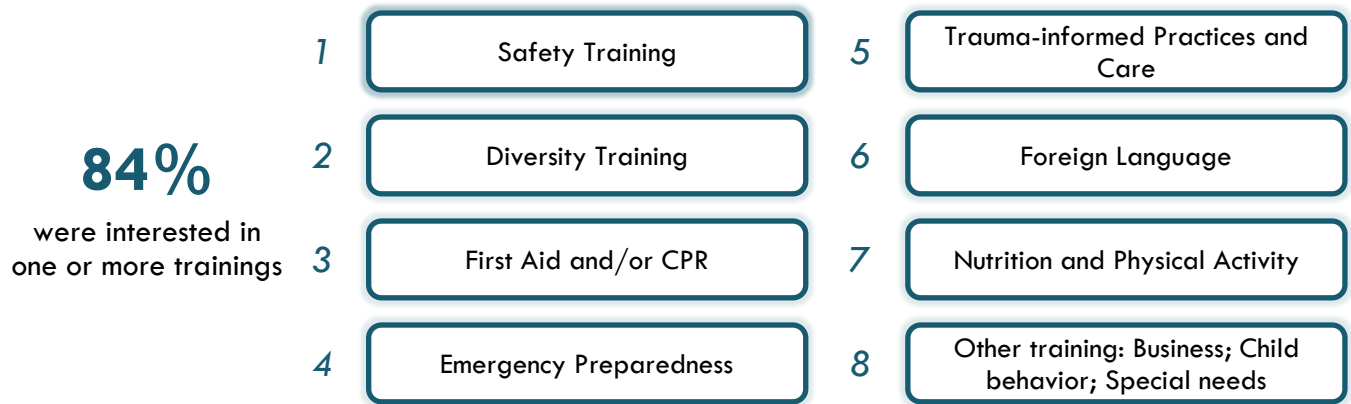 84%
were interested in
one or more trainings
1
Safety Training
2
Diversity Training
3
First Aid and/or CPR
4
Emergency Preparedness
5
Trauma-informed Practices and
Care
6
Foreign Language
7
Nutrition and Physical Activity
8
Other training: Business; Child
behavior; Special needs